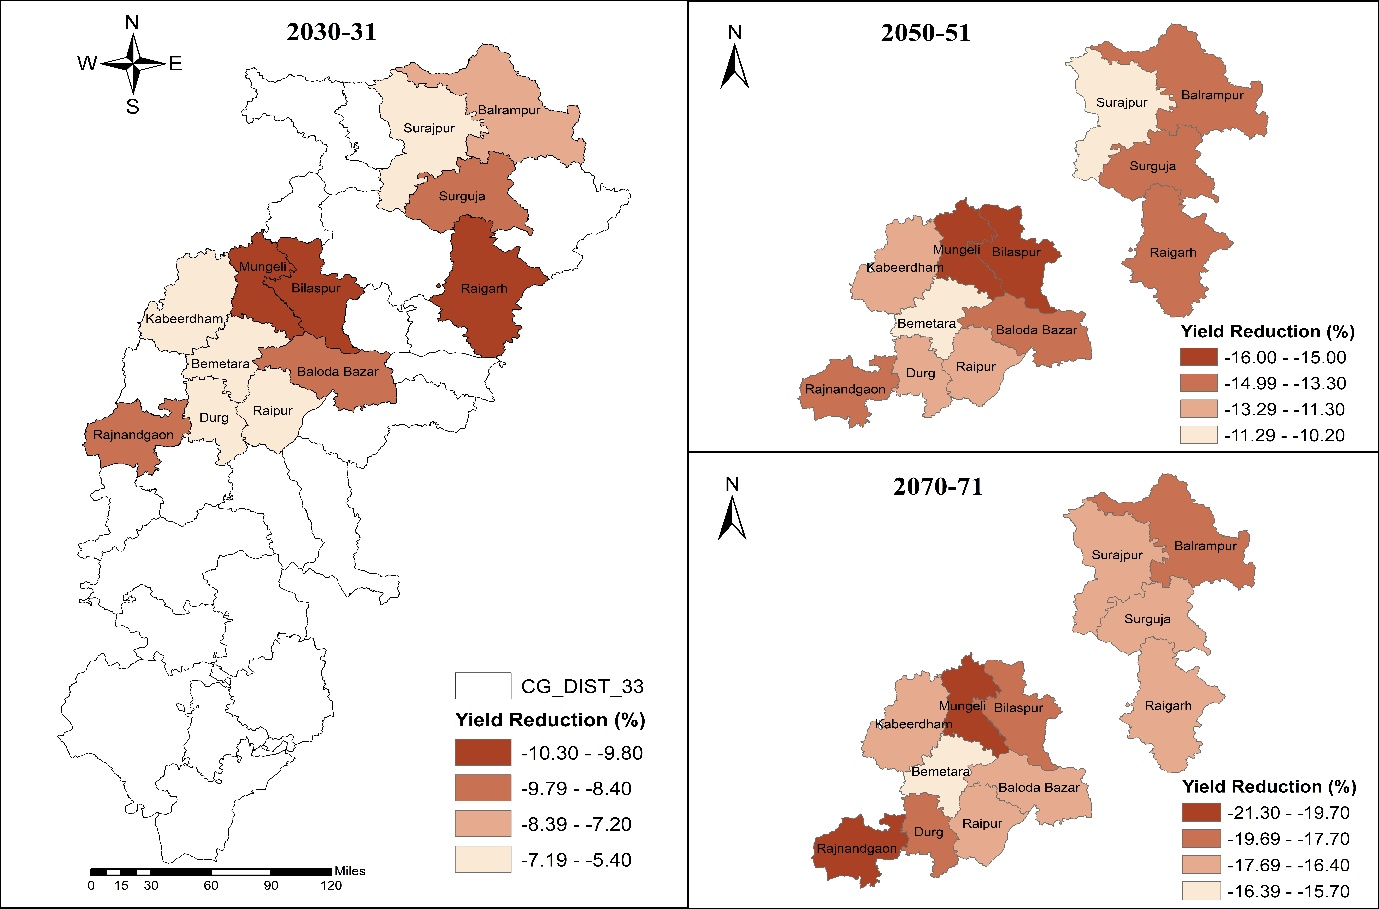 2030-31
N
W
E
S
Balrampur
Surajpur
Surguja
Mungeli
Bilaspur
Raigarh
Kabeerdham
Bemetara
Baloda Bazar
Durg
Raipur
Rajnandgaon
CG_DIST_33
Yield Reduction (%)
-10.30 - -9.80
-9.79 - -8.40
-8.39 - -7.20
-7.19 - -5.40
Miles
0 15 30 60 90 120
2050-51
N
Surajpur
Balrampur
Surguja
Mungeli
Bilaspur
Raigarh
Kabeerdham
Bemetara
Baloda Bazar
Durg
Raipur
Rajnandgaon
Yield Reduction (%)
-16.00 - -15.00
-14.99 - -13.30
-13.29 - -11.30
-11.29 - -10.20
2070-71
N
Surajpur
Balrampur
Surguja
Mungeli
Bilaspur
Raigarh
Kabeerdham
Bemetara
Baloda Bazar
Durg
Raipur
Rajnandgaon
Yield Reduction (%)
-21.30 - -19.70
-19.69 - -17.70
-17.69 - -16.40
-16.39 - -15.70